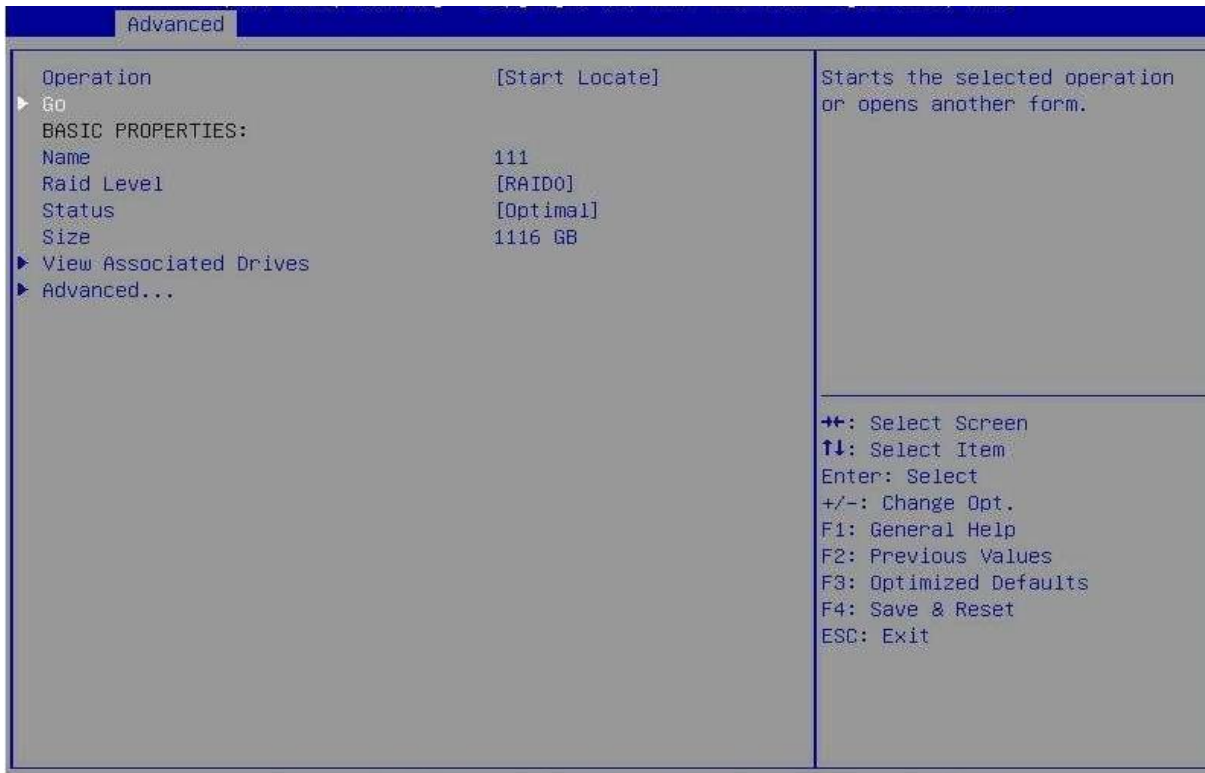 Advanced
Operation [Start Locate]
Go
BASIC PROPERTIES:
Name 111
Raid Level [RAID0]
Status [Optimal]
Size 1116 GB
View Associated Drives
Advanced...
Starts the selected operation
or opens another form.
→←: Select Screen
↑↓: Select Item
Enter: Select
+/-: Change Opt.
F1: General Help
F2: Previous Values
F3: Optimized Defaults
F4: Save & Reset
ESC: Exit